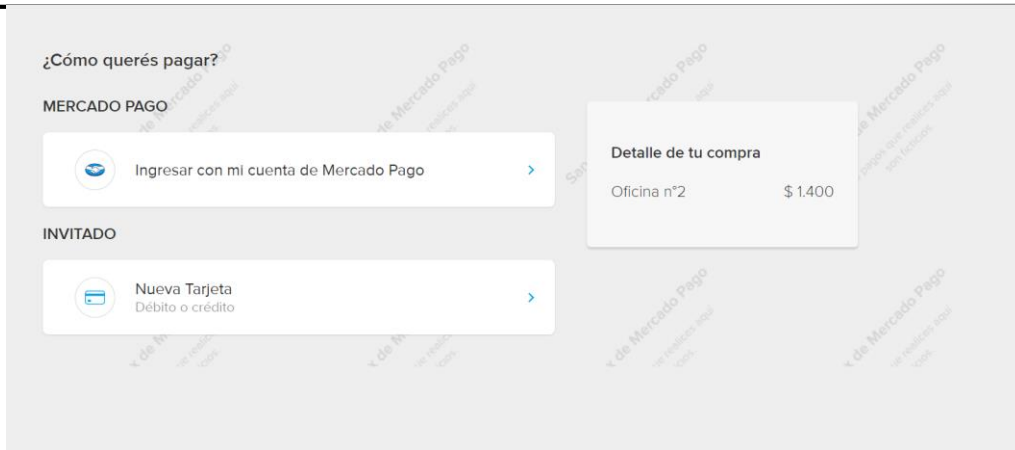 ¿Cómo querés pagar?
MERCADO PAGO
Ingresar con mi cuenta de Mercado Pago
INVITADO
Nueva Tarjeta
Débito o crédito
Detalle de tu compra
Oficina n°2 $ 1.400